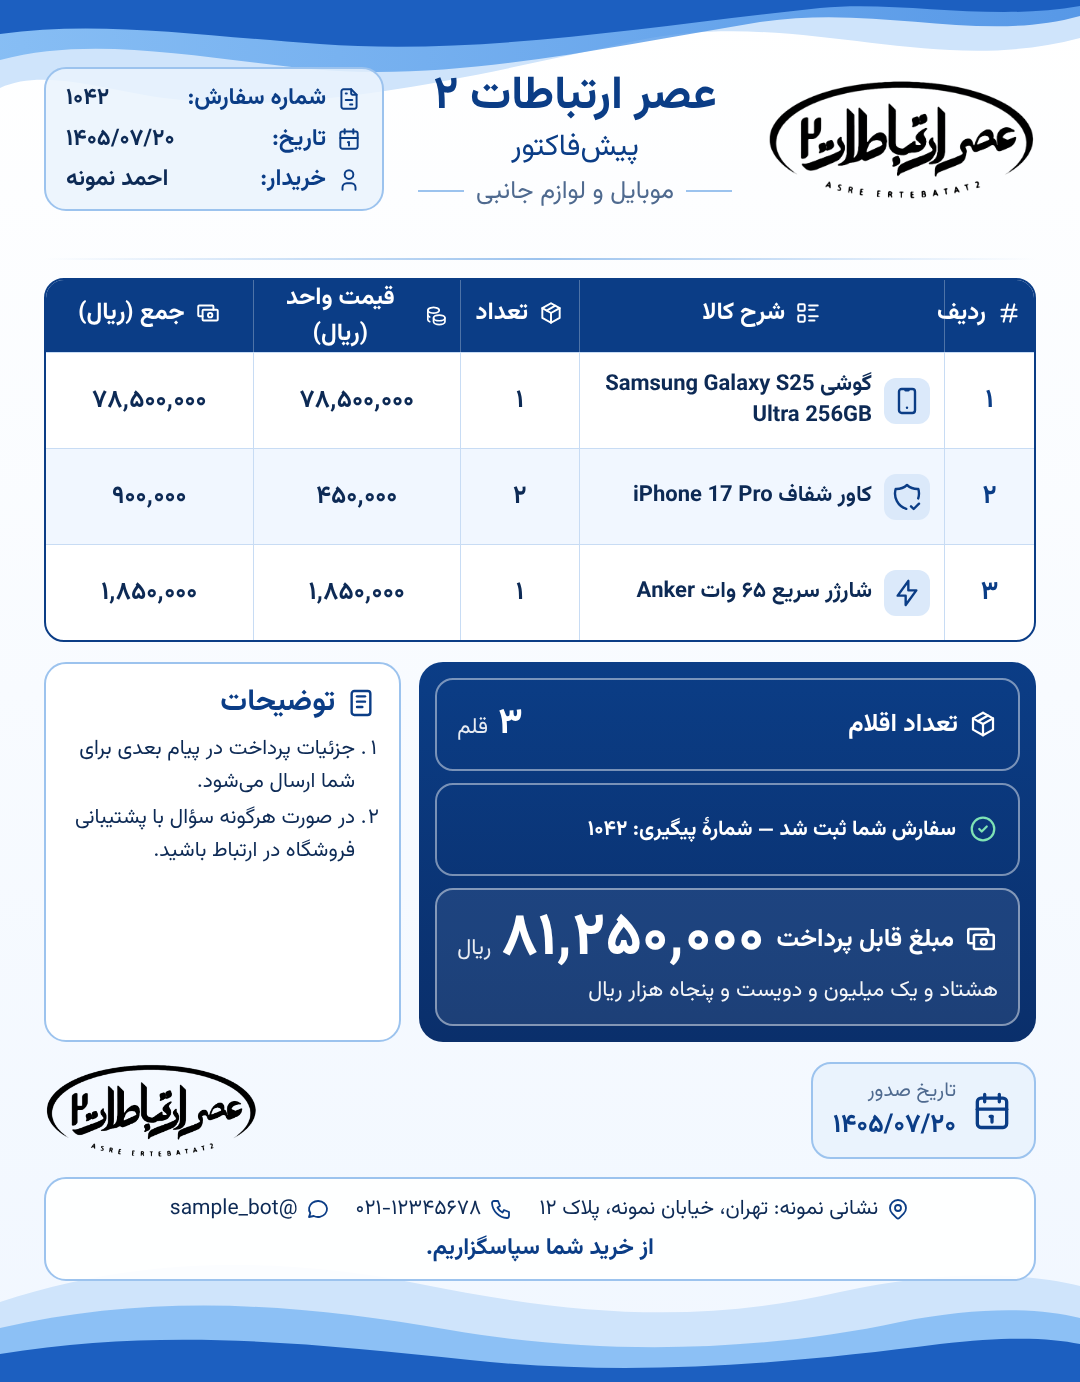 عصر ارتباطات ۲
ASRE ERTEBATAT2
عصر ارتباطات ۲
پیش‌فاکتور
موبایل و لوازم جانبی
شماره سفارش: ۱۰۴۲
تاریخ: ۱۴۰۵/۰۷/۲۰
خریدار: احمد نمونه
# ردیف شرح کالا تعداد قیمت واحد (ریال) جمع (ریال)
۱ گوشی Samsung Galaxy S25 Ultra 256GB ۱ ۷۸,۵۰۰,۰۰۰ ۷۸,۵۰۰,۰۰۰
۲ کاور شفاف iPhone 17 Pro ۲ ۴۵۰,۰۰۰ ۹۰۰,۰۰۰
۳ شارژر سریع ۶۵ وات Anker ۱ ۱,۸۵۰,۰۰۰ ۱,۸۵۰,۰۰۰
تعداد اقلام ۳ قلم
سفارش شما ثبت شد – شمارهٔ پیگیری: ۱۰۴۲
مبلغ قابل پرداخت ۸۱,۲۵۰,۰۰۰ ریال
هشتاد و یک میلیون و دویست و پنجاه هزار ریال
توضیحات
۱. جزئیات پرداخت در پیام بعدی برای
شما ارسال می‌شود.
۲. در صورت هرگونه سؤال با پشتیبانی
فروشگاه در ارتباط باشید.
تاریخ صدور
۱۴۰۵/۰۷/۲۰
عصر ارتباطات ۲
ASRE ERTEBATAT2
نشانی نمونه: تهران، خیابان نمونه، پلاک ۱۲ ۰۲۱-۱۲۳۴۵۶۷۸ @sample_bot
از خرید شما سپاسگزاریم.